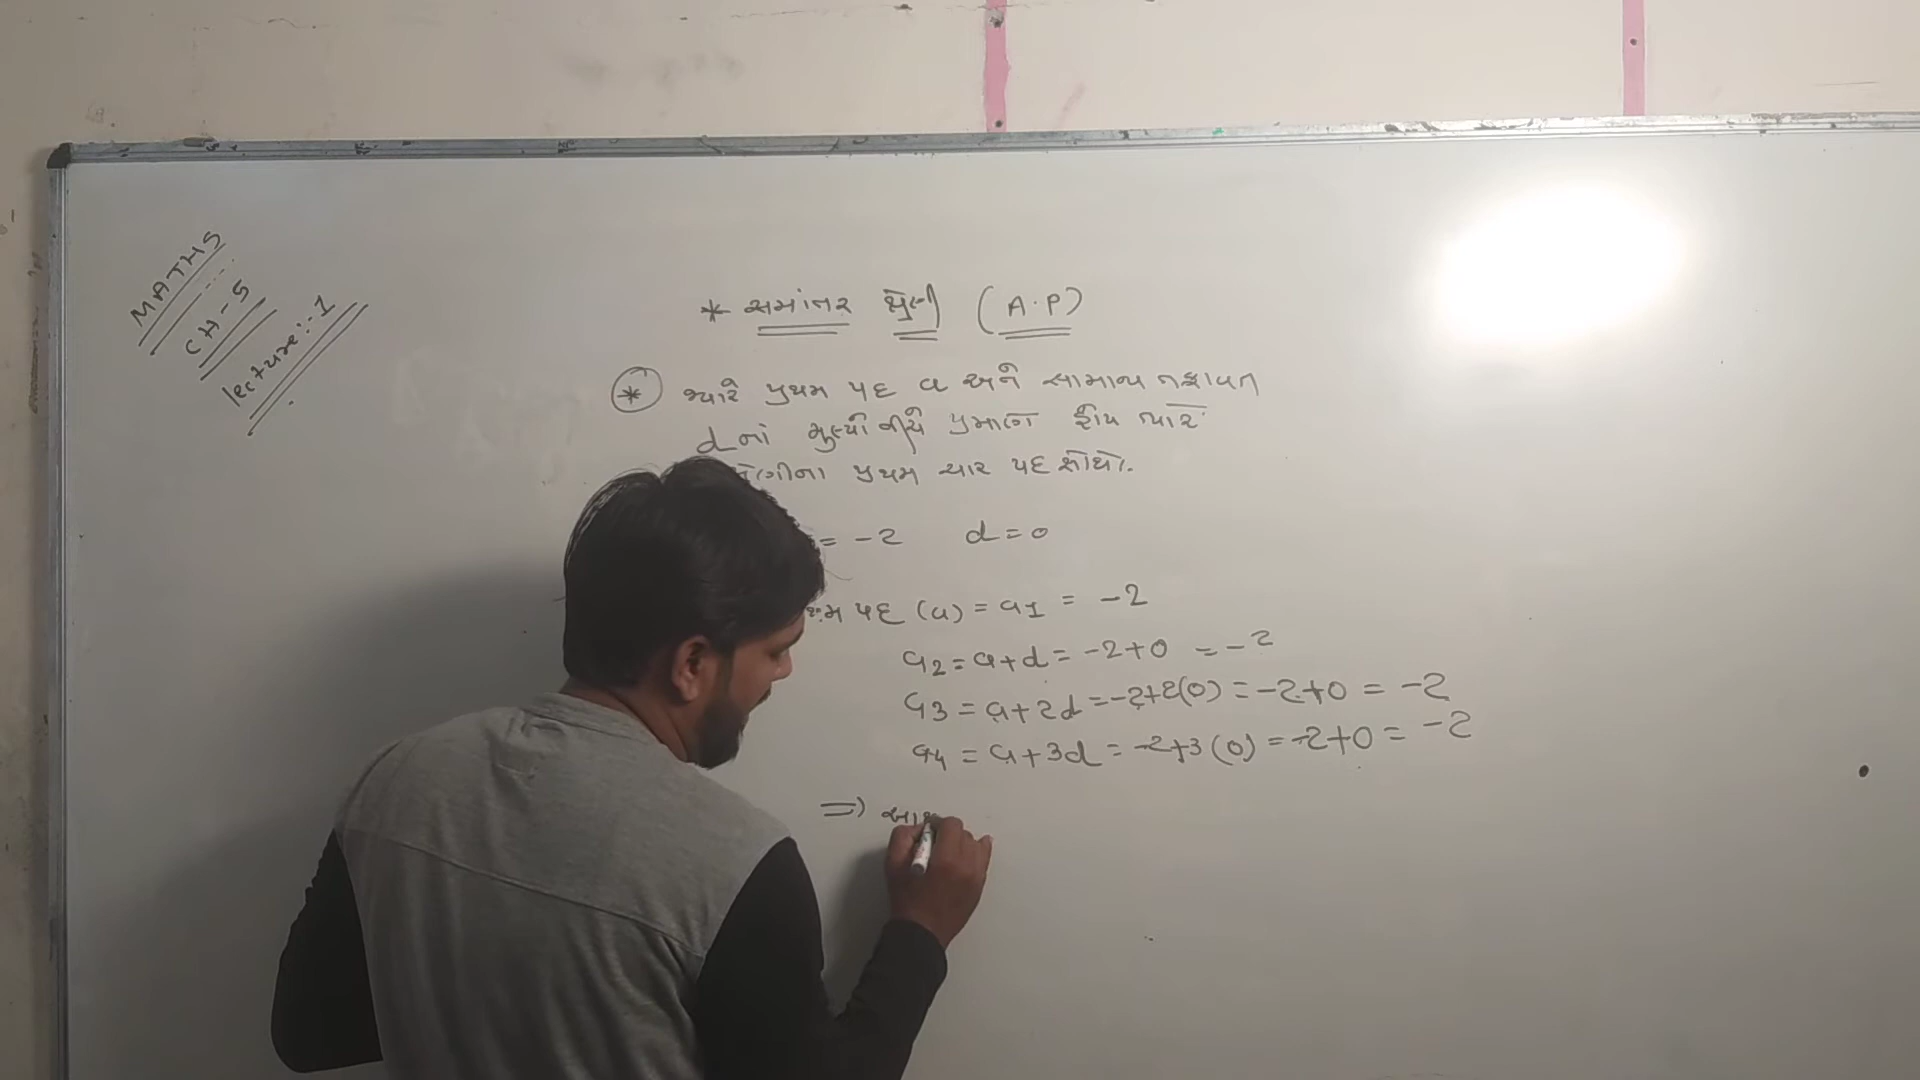 MATHS
CH-5
lecture:-1
* સમાંતર શ્રેણી (A.P)
* જ્યારે પ્રથમ પદ a અને સામાન્ય તફાવત
d નાં મુલ્યો નીચે પ્રમાણે હોય ત્યારે
પ્રથમ ચાર પદ શોધો.
= -2 d = 0
પદ (a) = a1 = -2
a2 = a+d = -2+0 = -2
a3 = a+2d = -2+2(0) = -2+0 = -2
a4 = a+3d = -2+3(0) = -2+0 = -2
⇒